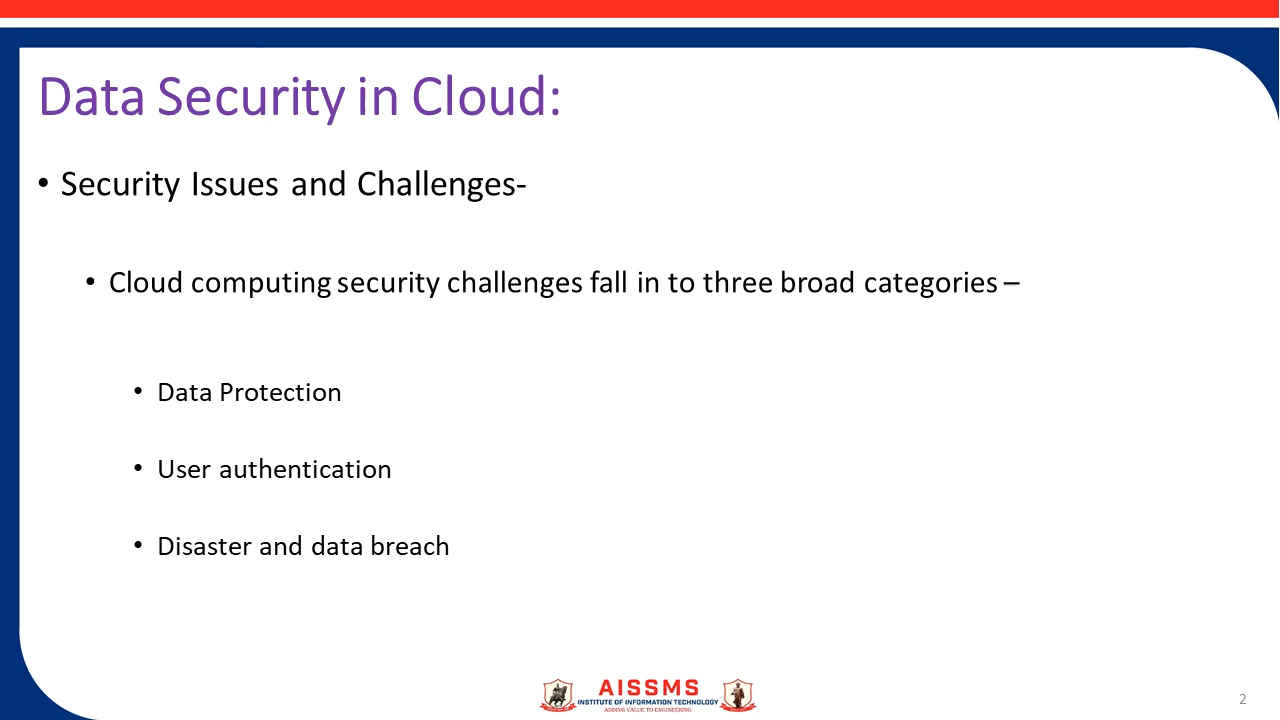 Data Security in Cloud:
• Security Issues and Challenges-
• Cloud computing security challenges fall in to three broad categories –
• Data Protection
• User authentication
• Disaster and data breach
AISSMS
INSTITUTE OF INFORMATION TECHNOLOGY
ADDING VALUE TO ENGINEERING
2